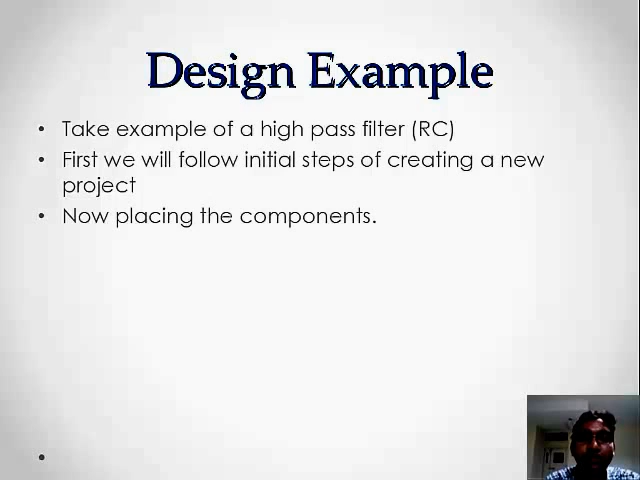 Design Example
• Take example of a high pass filter (RC)
• First we will follow initial steps of creating a new
project
• Now placing the components.
•